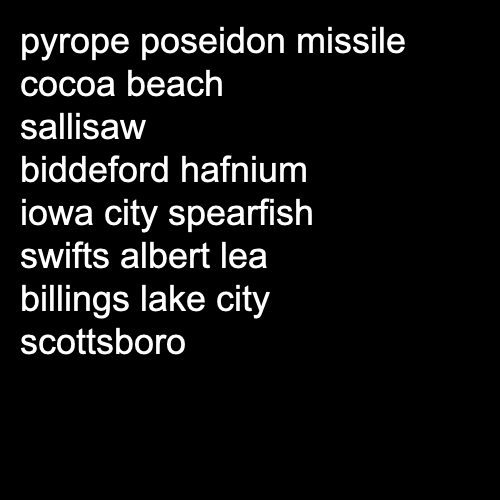 pyrope poseidon missile
cocoa beach
sallisaw
biddeford hafnium
iowa city spearfish
swifts albert lea
billings lake city
scottsboro